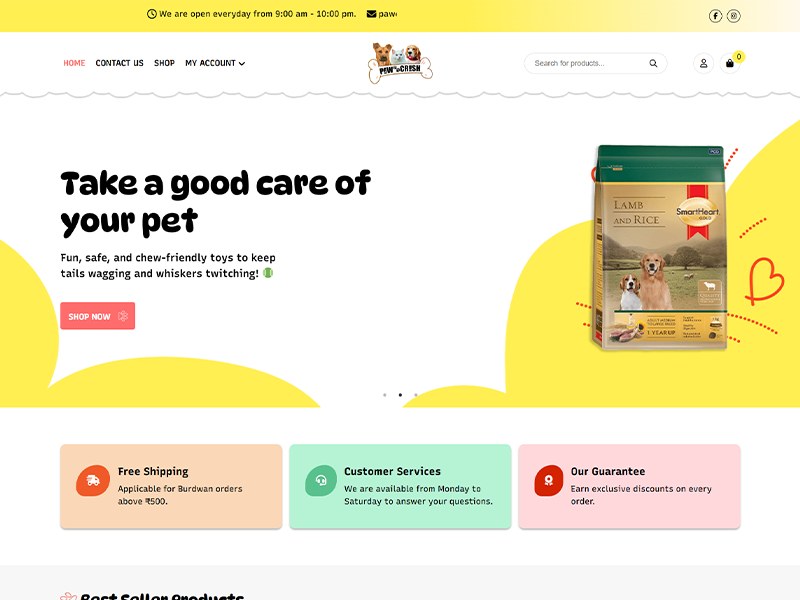 We are open everyday from 9:00 am - 10:00 pm. paw
0
HOME CONTACT US SHOP MY ACCOUNT
Search for products...
Take a good care of
your pet
Fun, safe, and chew-friendly toys to keep
tails wagging and whiskers twitching!
SHOP NOW
LAMB
AND RICE
SmartHeart
GOLD
1 YEAR UP
Free Shipping
Applicable for Burdwan orders
above ₹500.
Customer Services
We are available from Monday to
Saturday to answer your questions.
Our Guarantee
Earn exclusive discounts on every
order.
Best Seller Products